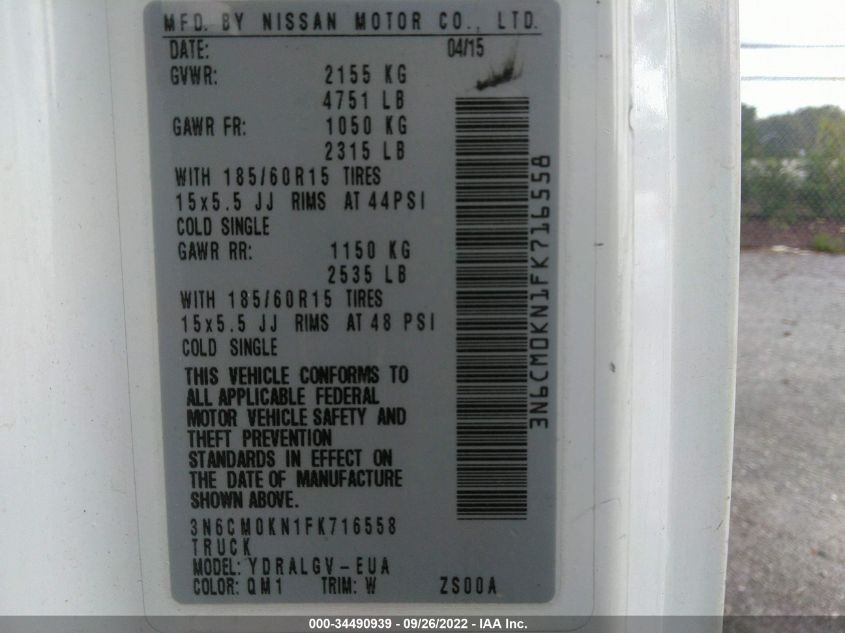 MFD. BY NISSAN MOTOR CO., LTD.
DATE: 04/15
GVWR: 2155 KG
4751 LB
GAWR FR: 1050 KG
2315 LB
WITH 185/60R15 TIRES
15x5.5 JJ RIMS AT 44PSI
COLD SINGLE
GAWR RR: 1150 KG
2535 LB
WITH 185/60R15 TIRES
15x5.5 JJ RIMS AT 48 PSI
COLD SINGLE
THIS VEHICLE CONFORMS TO
ALL APPLICABLE FEDERAL
MOTOR VEHICLE SAFETY AND
THEFT PREVENTION
STANDARDS IN EFFECT ON
THE DATE OF MANUFACTURE
SHOWN ABOVE.
3N6CM0KN1FK716558
TRUCK
MODEL: YDRALGV-EUA
COLOR: QM1 TRIM: W ZS00A
3N6CM0KN1FK716558
000-34490939 - 09/26/2022 - IAA Inc.